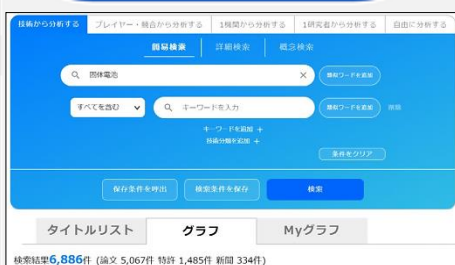 技術から分析する プレイヤー・競合から分析する 1機関から分析する 1研究者から分析する 自由に分析する
簡易検索 詳細検索 概念検索
固体電池 × 類似ワードを追加
すべてを含む キーワードを入力 類似ワードを追加 削除
キーワードを追加 +
技術分類を追加 +
条件をクリア
保存条件を呼出 検索条件を保存 検索
タイトルリスト グラフ Myグラフ
検索結果6,886件 (論文 5,067件 特許 1,485件 新聞 334件)